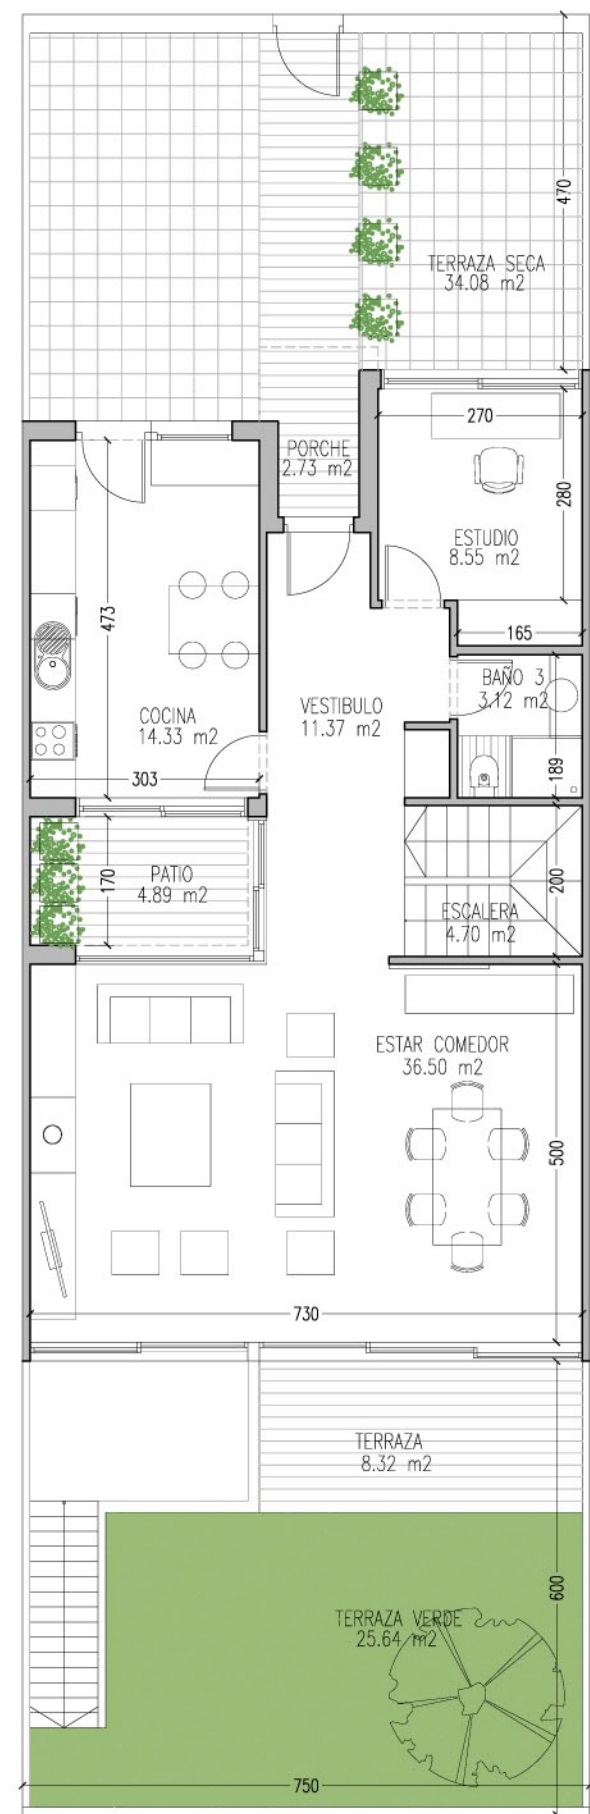 470
TERRAZA SECA
34.08 m2
270
PORCHE
2.73 m2
280
ESTUDIO
8.55 m2
473
165
BAÑO 3
3.12 m2
VESTIBULO
11.37 m2
COCINA
14.33 m2
303
189
PATIO
4.89 m2
170
200
ESCALERA
4.70 m2
ESTAR COMEDOR
36.50 m2
500
730
TERRAZA
8.32 m2
600
TERRAZA VERDE
25.64 m2
750